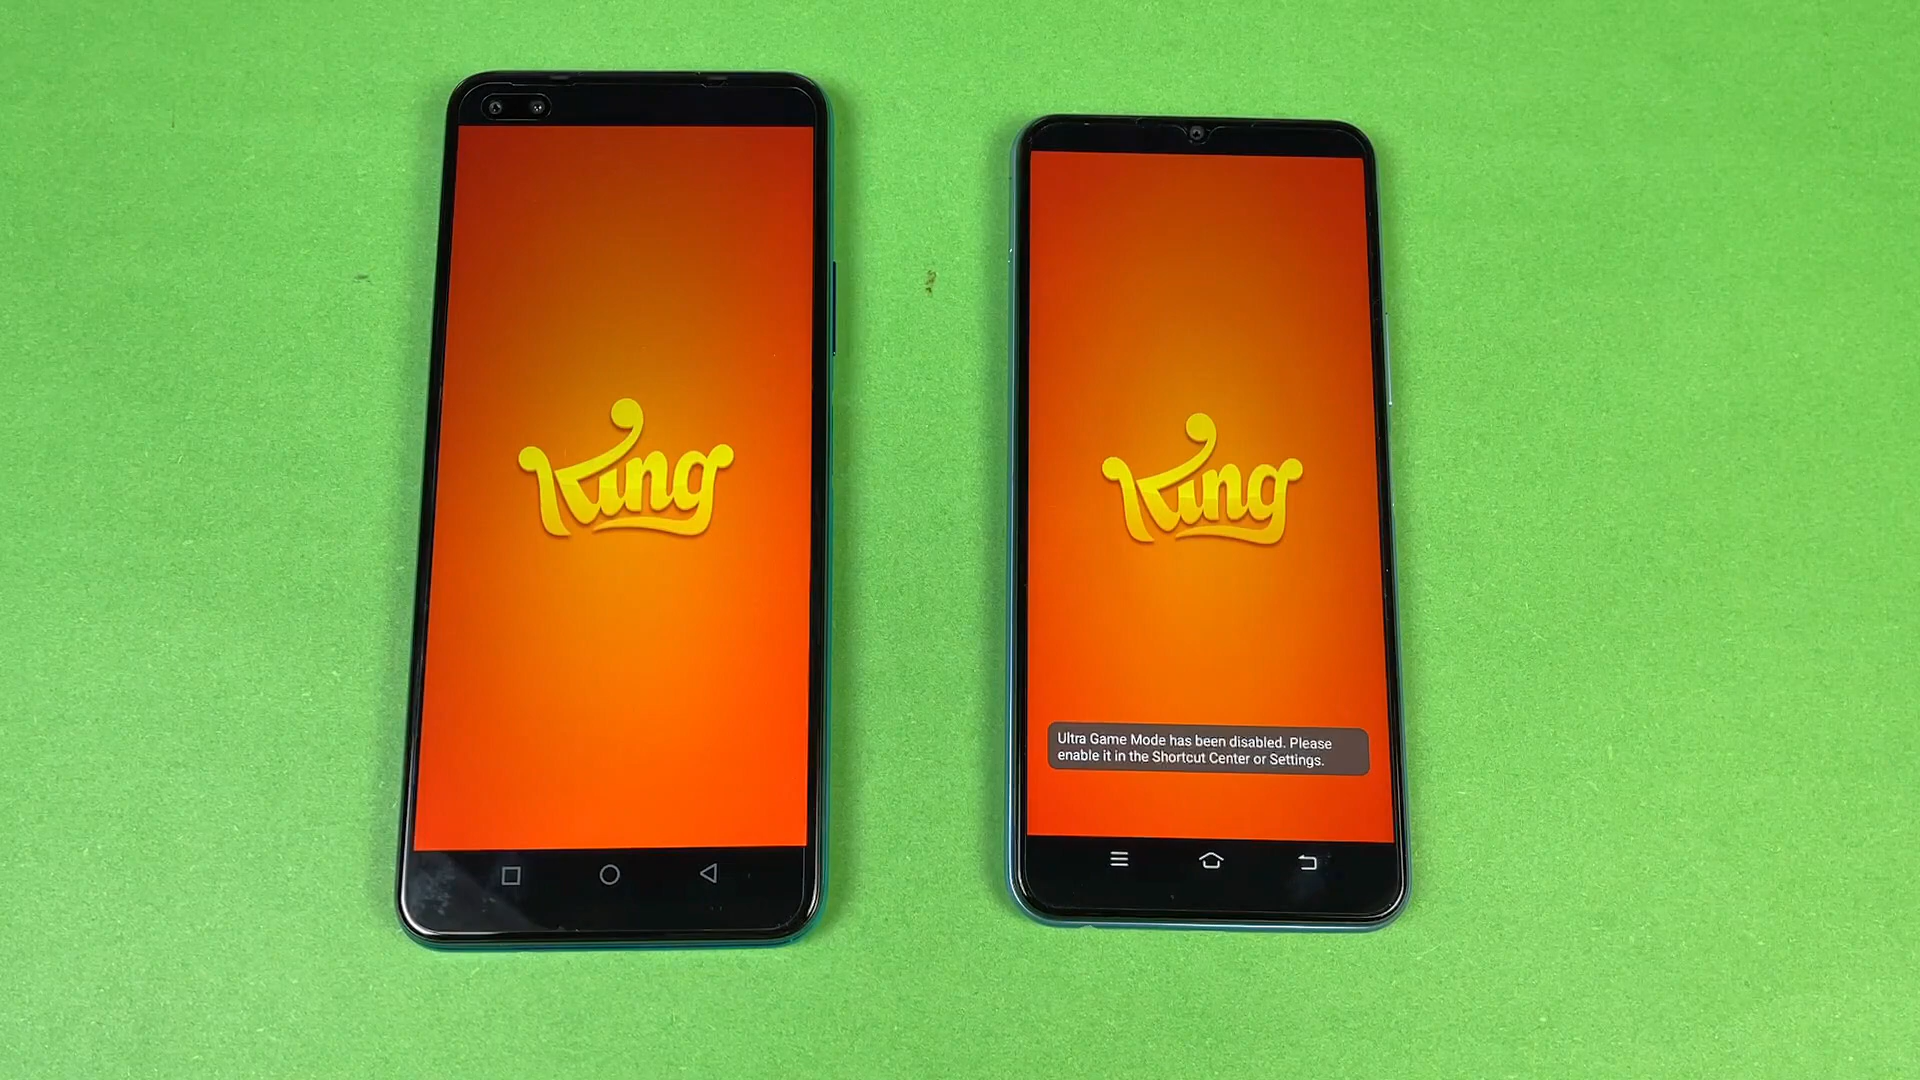 King
King
Ultra Game Mode has been disabled. Please
enable it in the Shortcut Center or Settings.